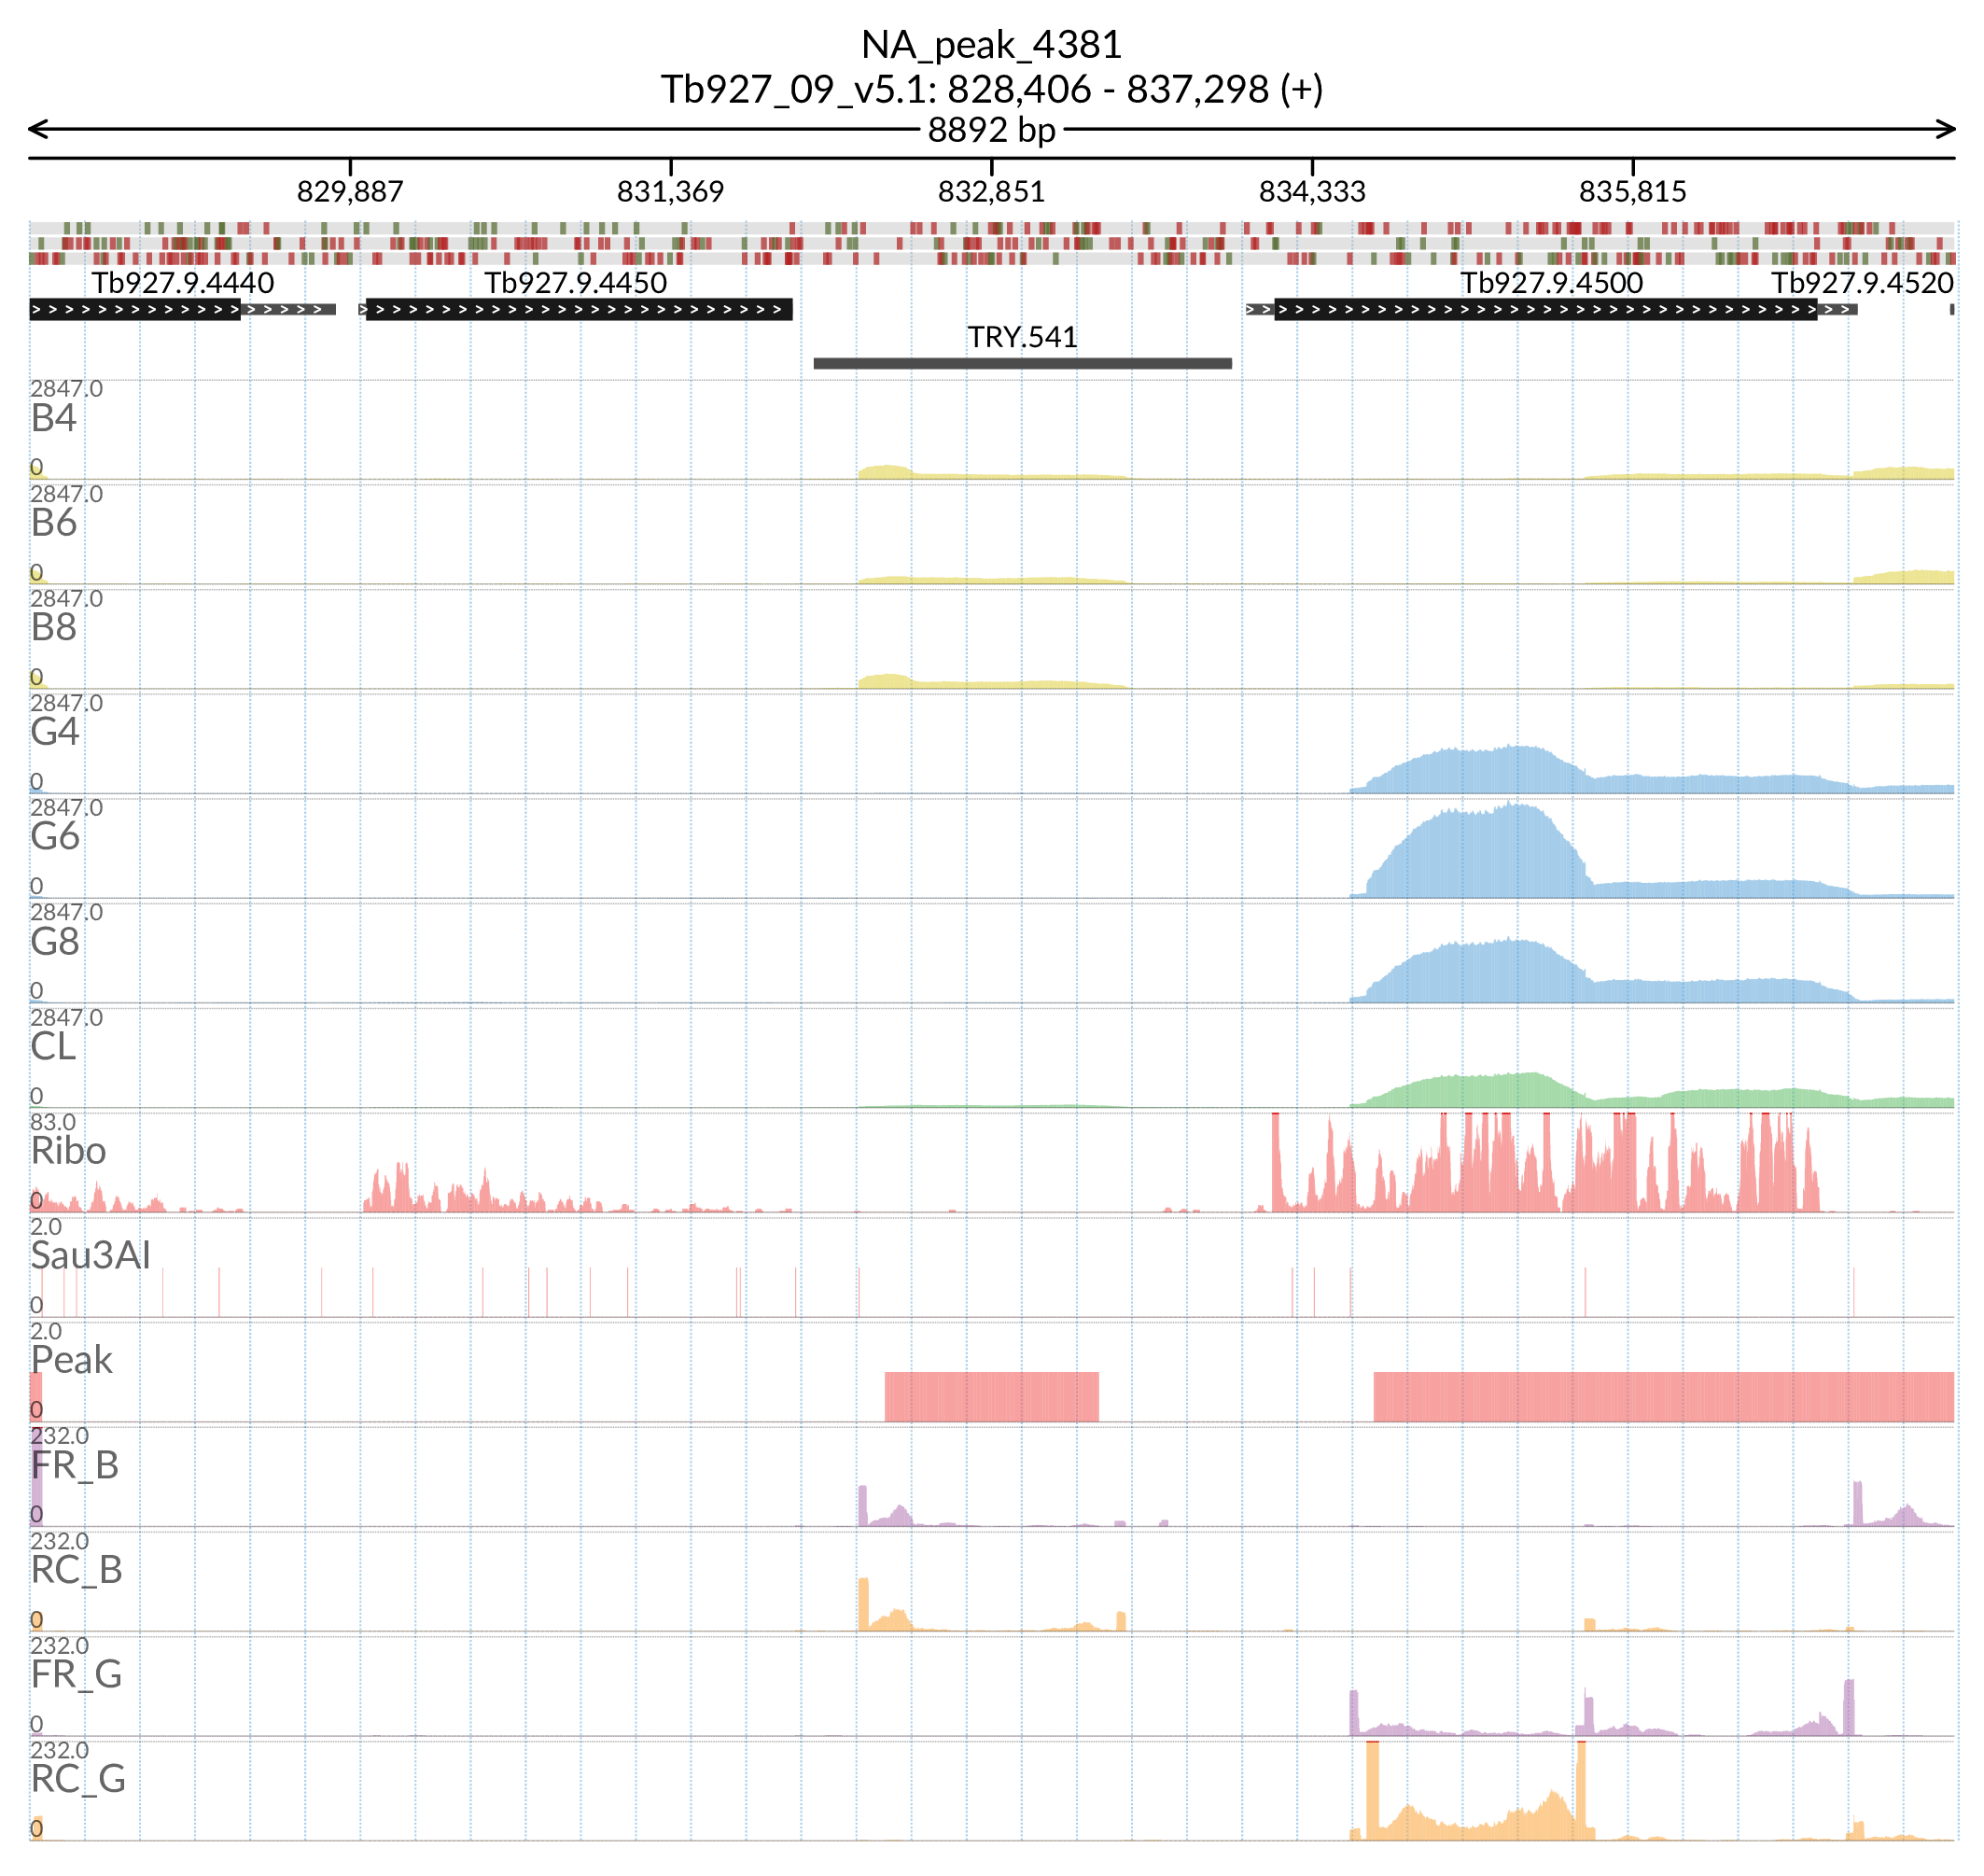 NA_peak_4381
Tb927_09_v5.1: 828,406 - 837,298 (+)
8892 bp
829,887 831,369 832,851 834,333 835,815
Tb927.9.4440 Tb927.9.4450 Tb927.9.4500 Tb927.9.4520
TRY.541
2847.0
B4
0
2847.0
B6
0
2847.0
B8
0
2847.0
G4
0
2847.0
G6
0
2847.0
G8
0
2847.0
CL
0
83.0
Ribo
0
2.0
Sau3AI
0
2.0
Peak
0
232.0
FR_B
0
232.0
RC_B
0
232.0
FR_G
0
232.0
RC_G
0